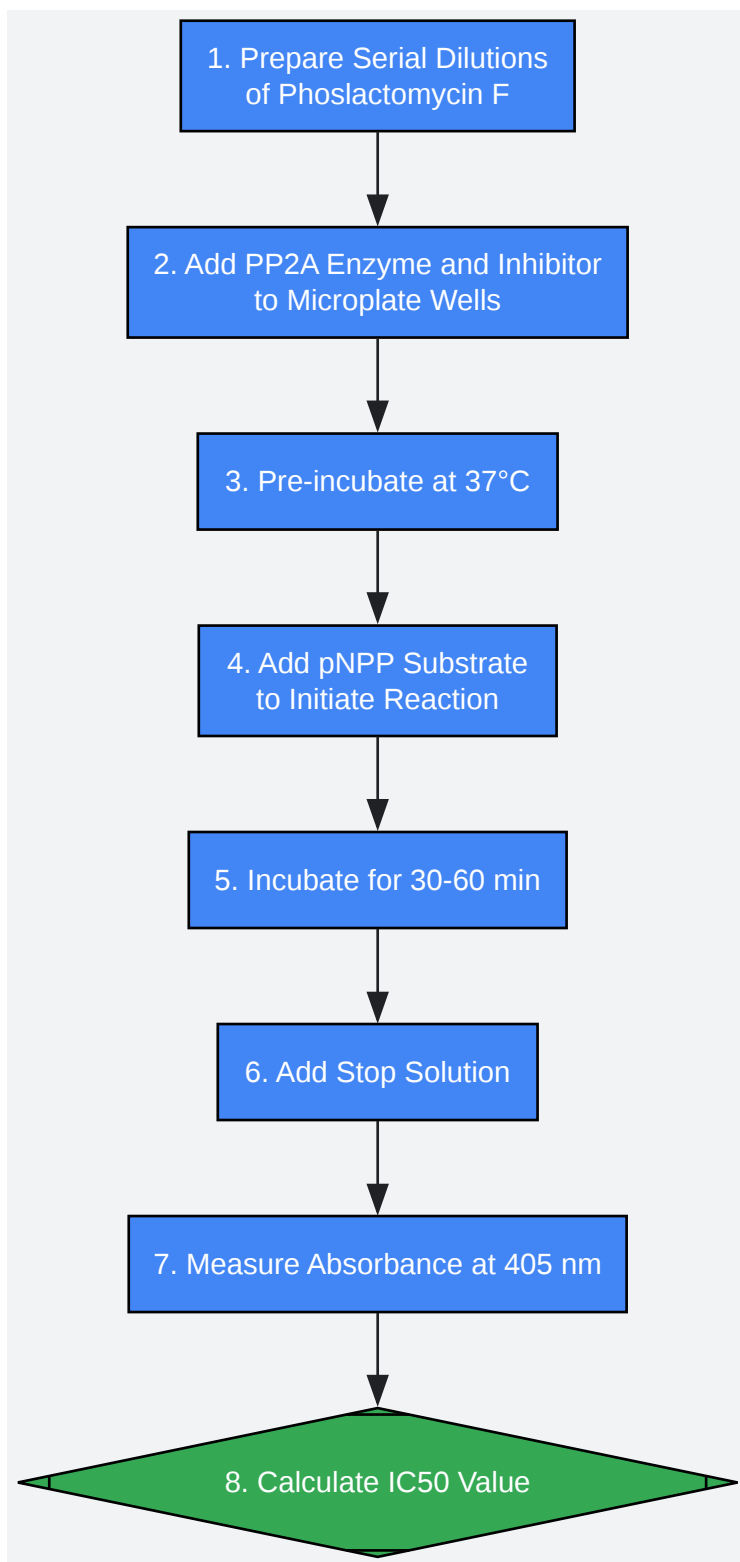 1. Prepare Serial Dilutions
of Phoslactomycin F
2. Add PP2A Enzyme and Inhibitor
to Microplate Wells
3. Pre-incubate at 37°C
4. Add pNPP Substrate
to Initiate Reaction
5. Incubate for 30-60 min
6. Add Stop Solution
7. Measure Absorbance at 405 nm
8. Calculate IC50 Value